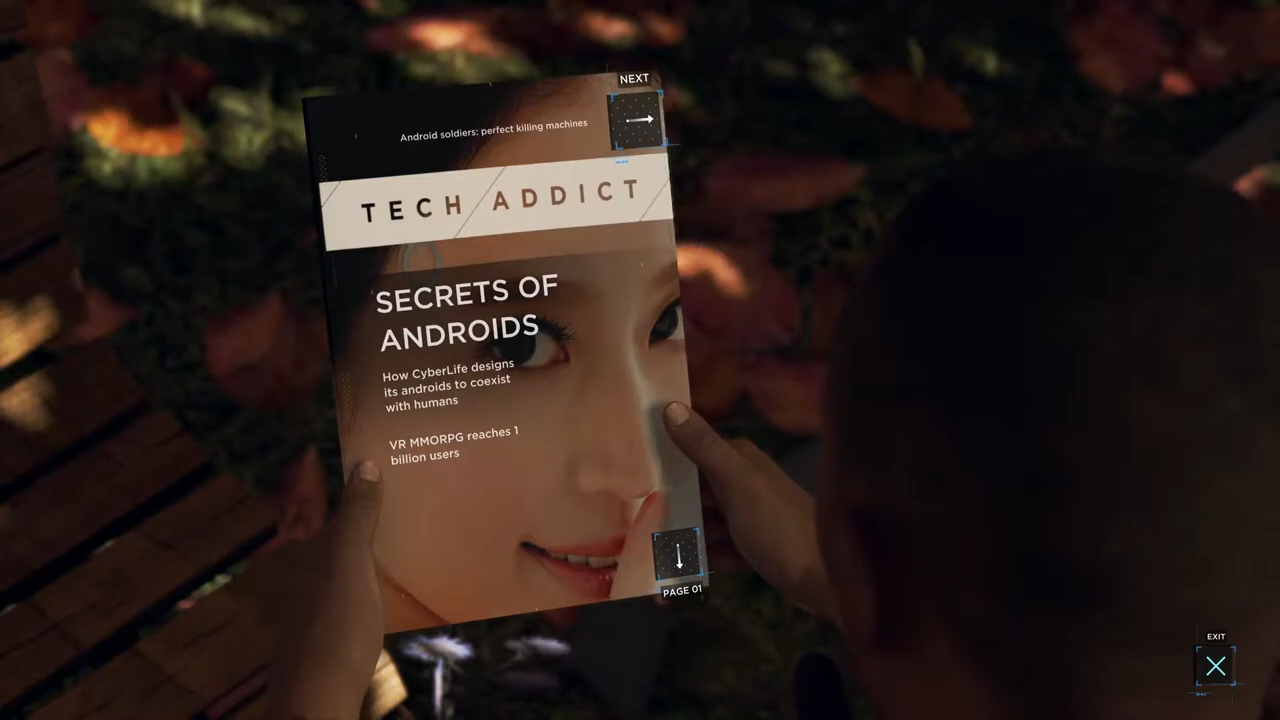 NEXT
Android soldiers: perfect killing machines
TECH ADDICT
SECRETS OF
ANDROIDS
How CyberLife designs
its androids to coexist
with humans
VR MMORPG reaches 1
billion users
PAGE 01
EXIT